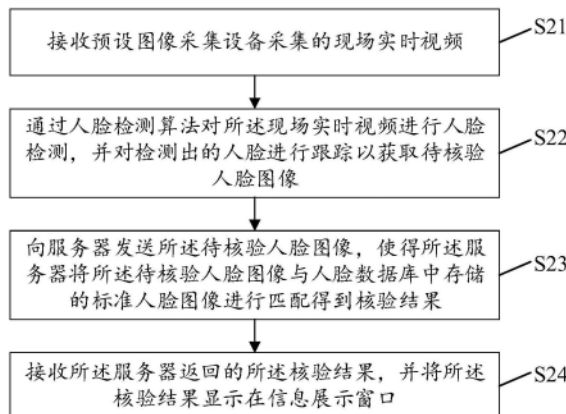 接收预设图像采集设备采集的现场实时视频
S21
通过人脸检测算法对所述现场实时视频进行人脸
检测，并对检测出的人脸进行跟踪以获取待核验
人脸图像
S22
向服务器发送所述待核验人脸图像，使得所述服
务器将所述待核验人脸图像与人脸数据库中存储
的标准人脸图像进行匹配得到核验结果
S23
接收所述服务器返回的所述核验结果，并将所述
核验结果显示在信息展示窗口
S24